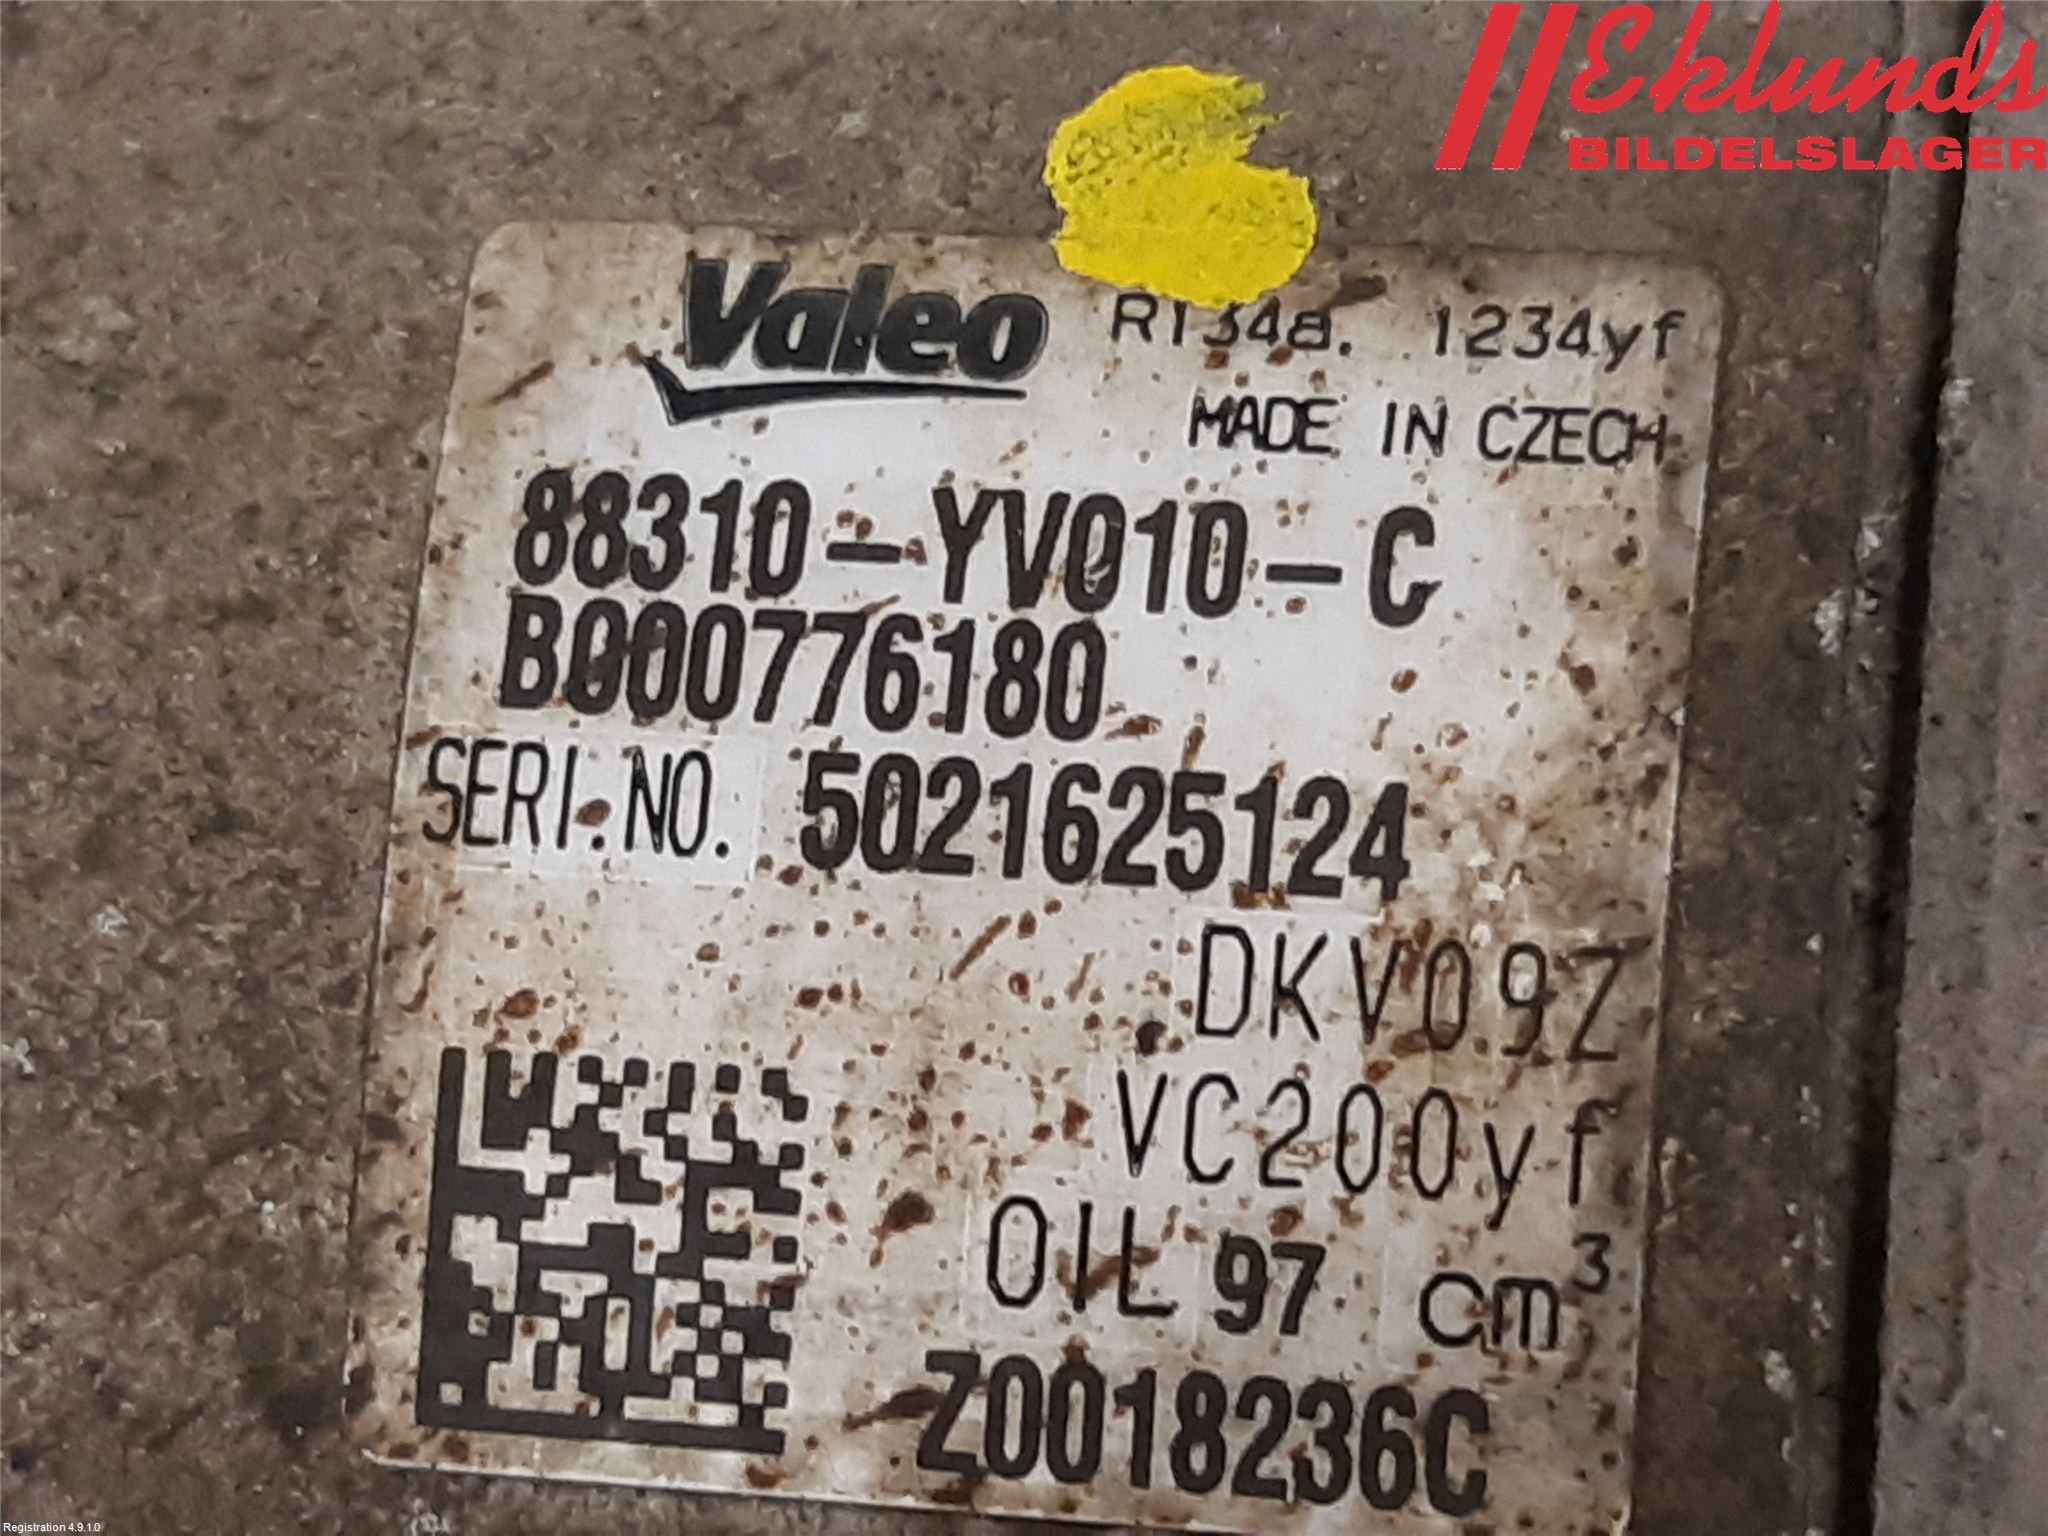 Eklunds
BILDELSLAGER
Valeo R134a. 1234yf
MADE IN CZECH
88310-YV010-C
B000776180
SERI.NO. 5021625124
DKV09Z
VC200yf
OIL 97 cm³
Z0018236C
Registration 4.9.1.0